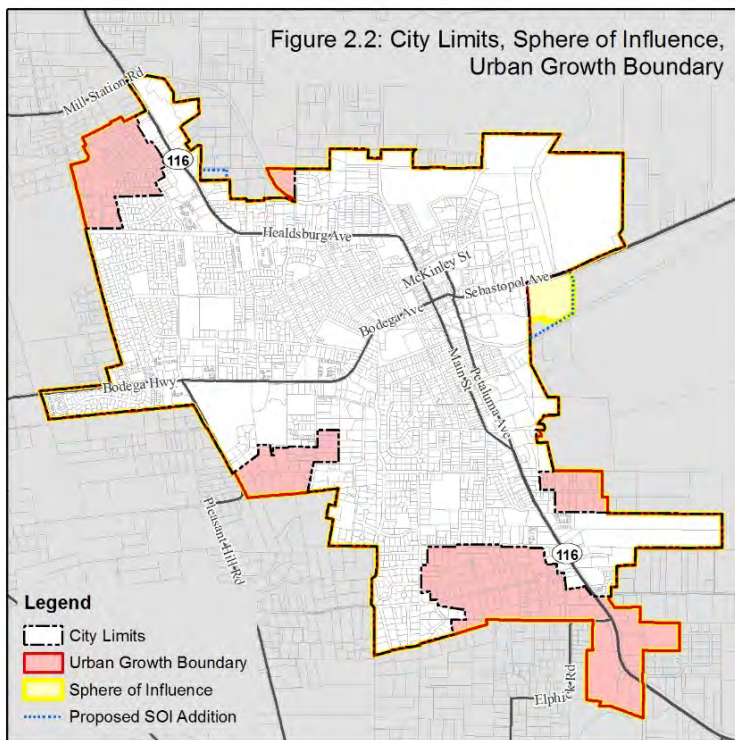 Figure 2.2: City Limits, Sphere of Influence,
Urban Growth Boundary
Mill Station Rd
116
Healdsburg Ave
McKinley St
Sebastopol Ave
Bodega Ave
Main St
Petaluma Ave
Bodega Hwy
Pleasant Hill Rd
116
Elphick Rd
Legend
City Limits
Urban Growth Boundary
Sphere of Influence
Proposed SOI Addition